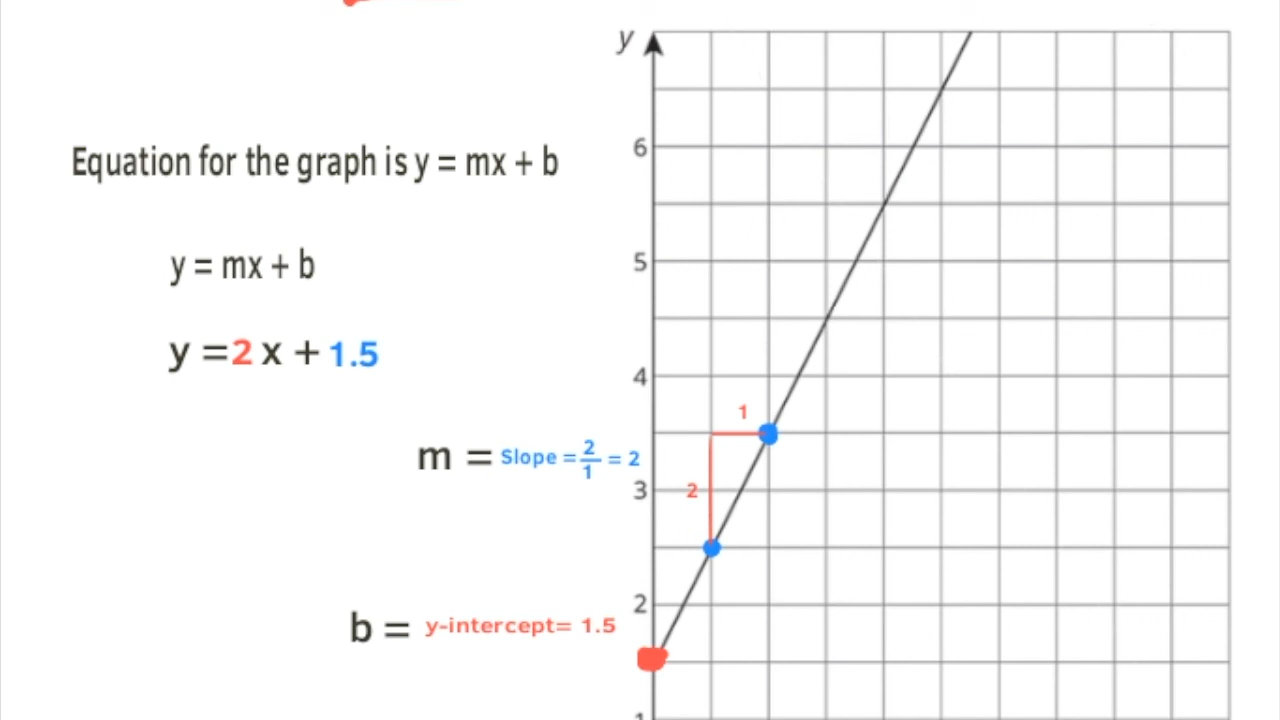 y
Equation for the graph is y = mx + b
6
y = mx + b
5
y = 2 x + 1.5
4
1
m = Slope = 2/1 = 2
3
2
2
b = y-intercept= 1.5
1